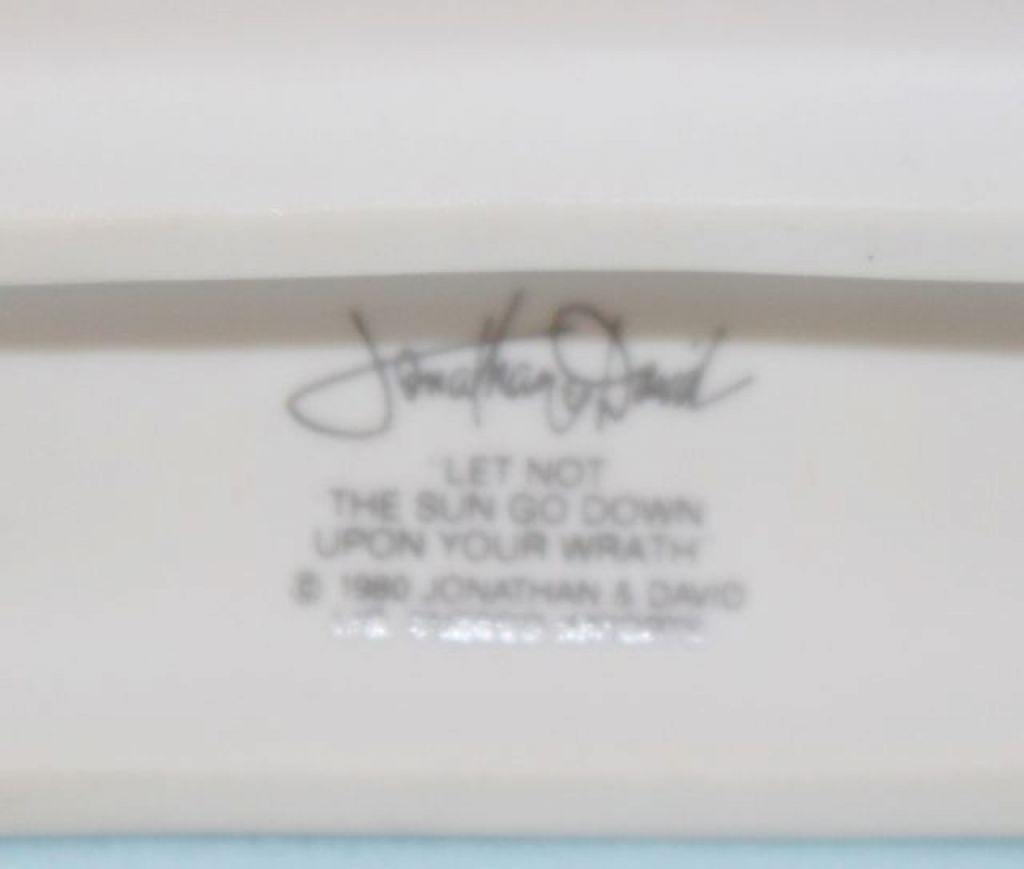 Jonathan & David
"LET NOT
THE SUN GO DOWN
UPON YOUR WRATH"
© 1980 JONATHAN & DAVID